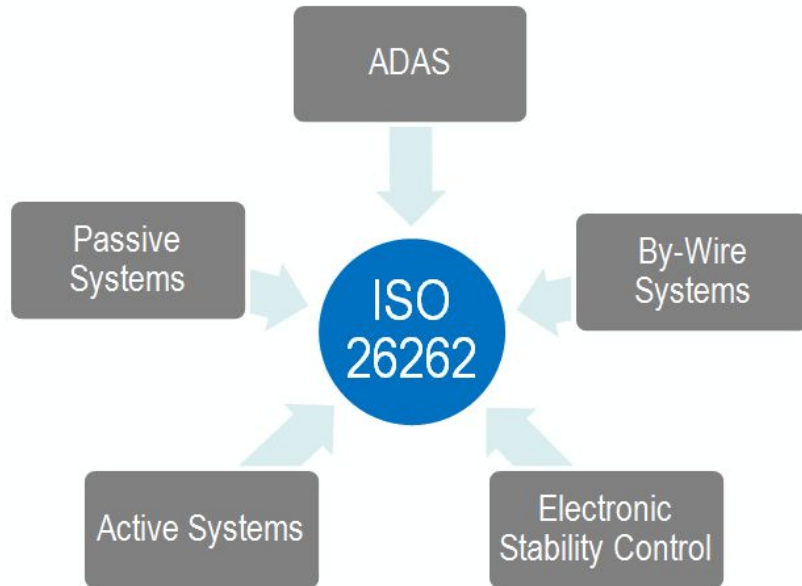 ADAS
Passive
Systems
By-Wire
Systems
ISO
26262
Active Systems
Electronic
Stability Control